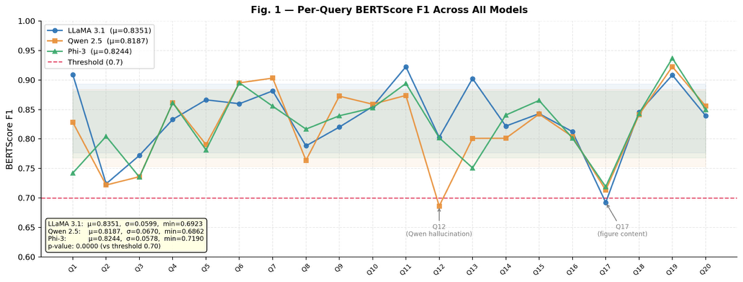 Fig. 1 — Per-Query BERTScore F1 Across All Models
LLaMA 3.1 (μ=0.8351)
Qwen 2.5 (μ=0.8187)
Phi-3 (μ=0.8244)
Threshold (0.7)
BERTScore F1
1.00
0.95
0.90
0.85
0.80
0.75
0.70
0.65
0.60
LLaMA 3.1: μ=0.8351, σ=0.0599, min=0.6923
Qwen 2.5: μ=0.8187, σ=0.0670, min=0.6862
Phi-3: μ=0.8244, σ=0.0578, min=0.7190
p-value: 0.0000 (vs threshold 0.70)
Q12
(Qwen hallucination)
Q17
(figure content)
Q1
Q2
Q3
Q4
Q5
Q6
Q7
Q8
Q9
Q10
Q11
Q12
Q13
Q14
Q15
Q16
Q17
Q18
Q19
Q20